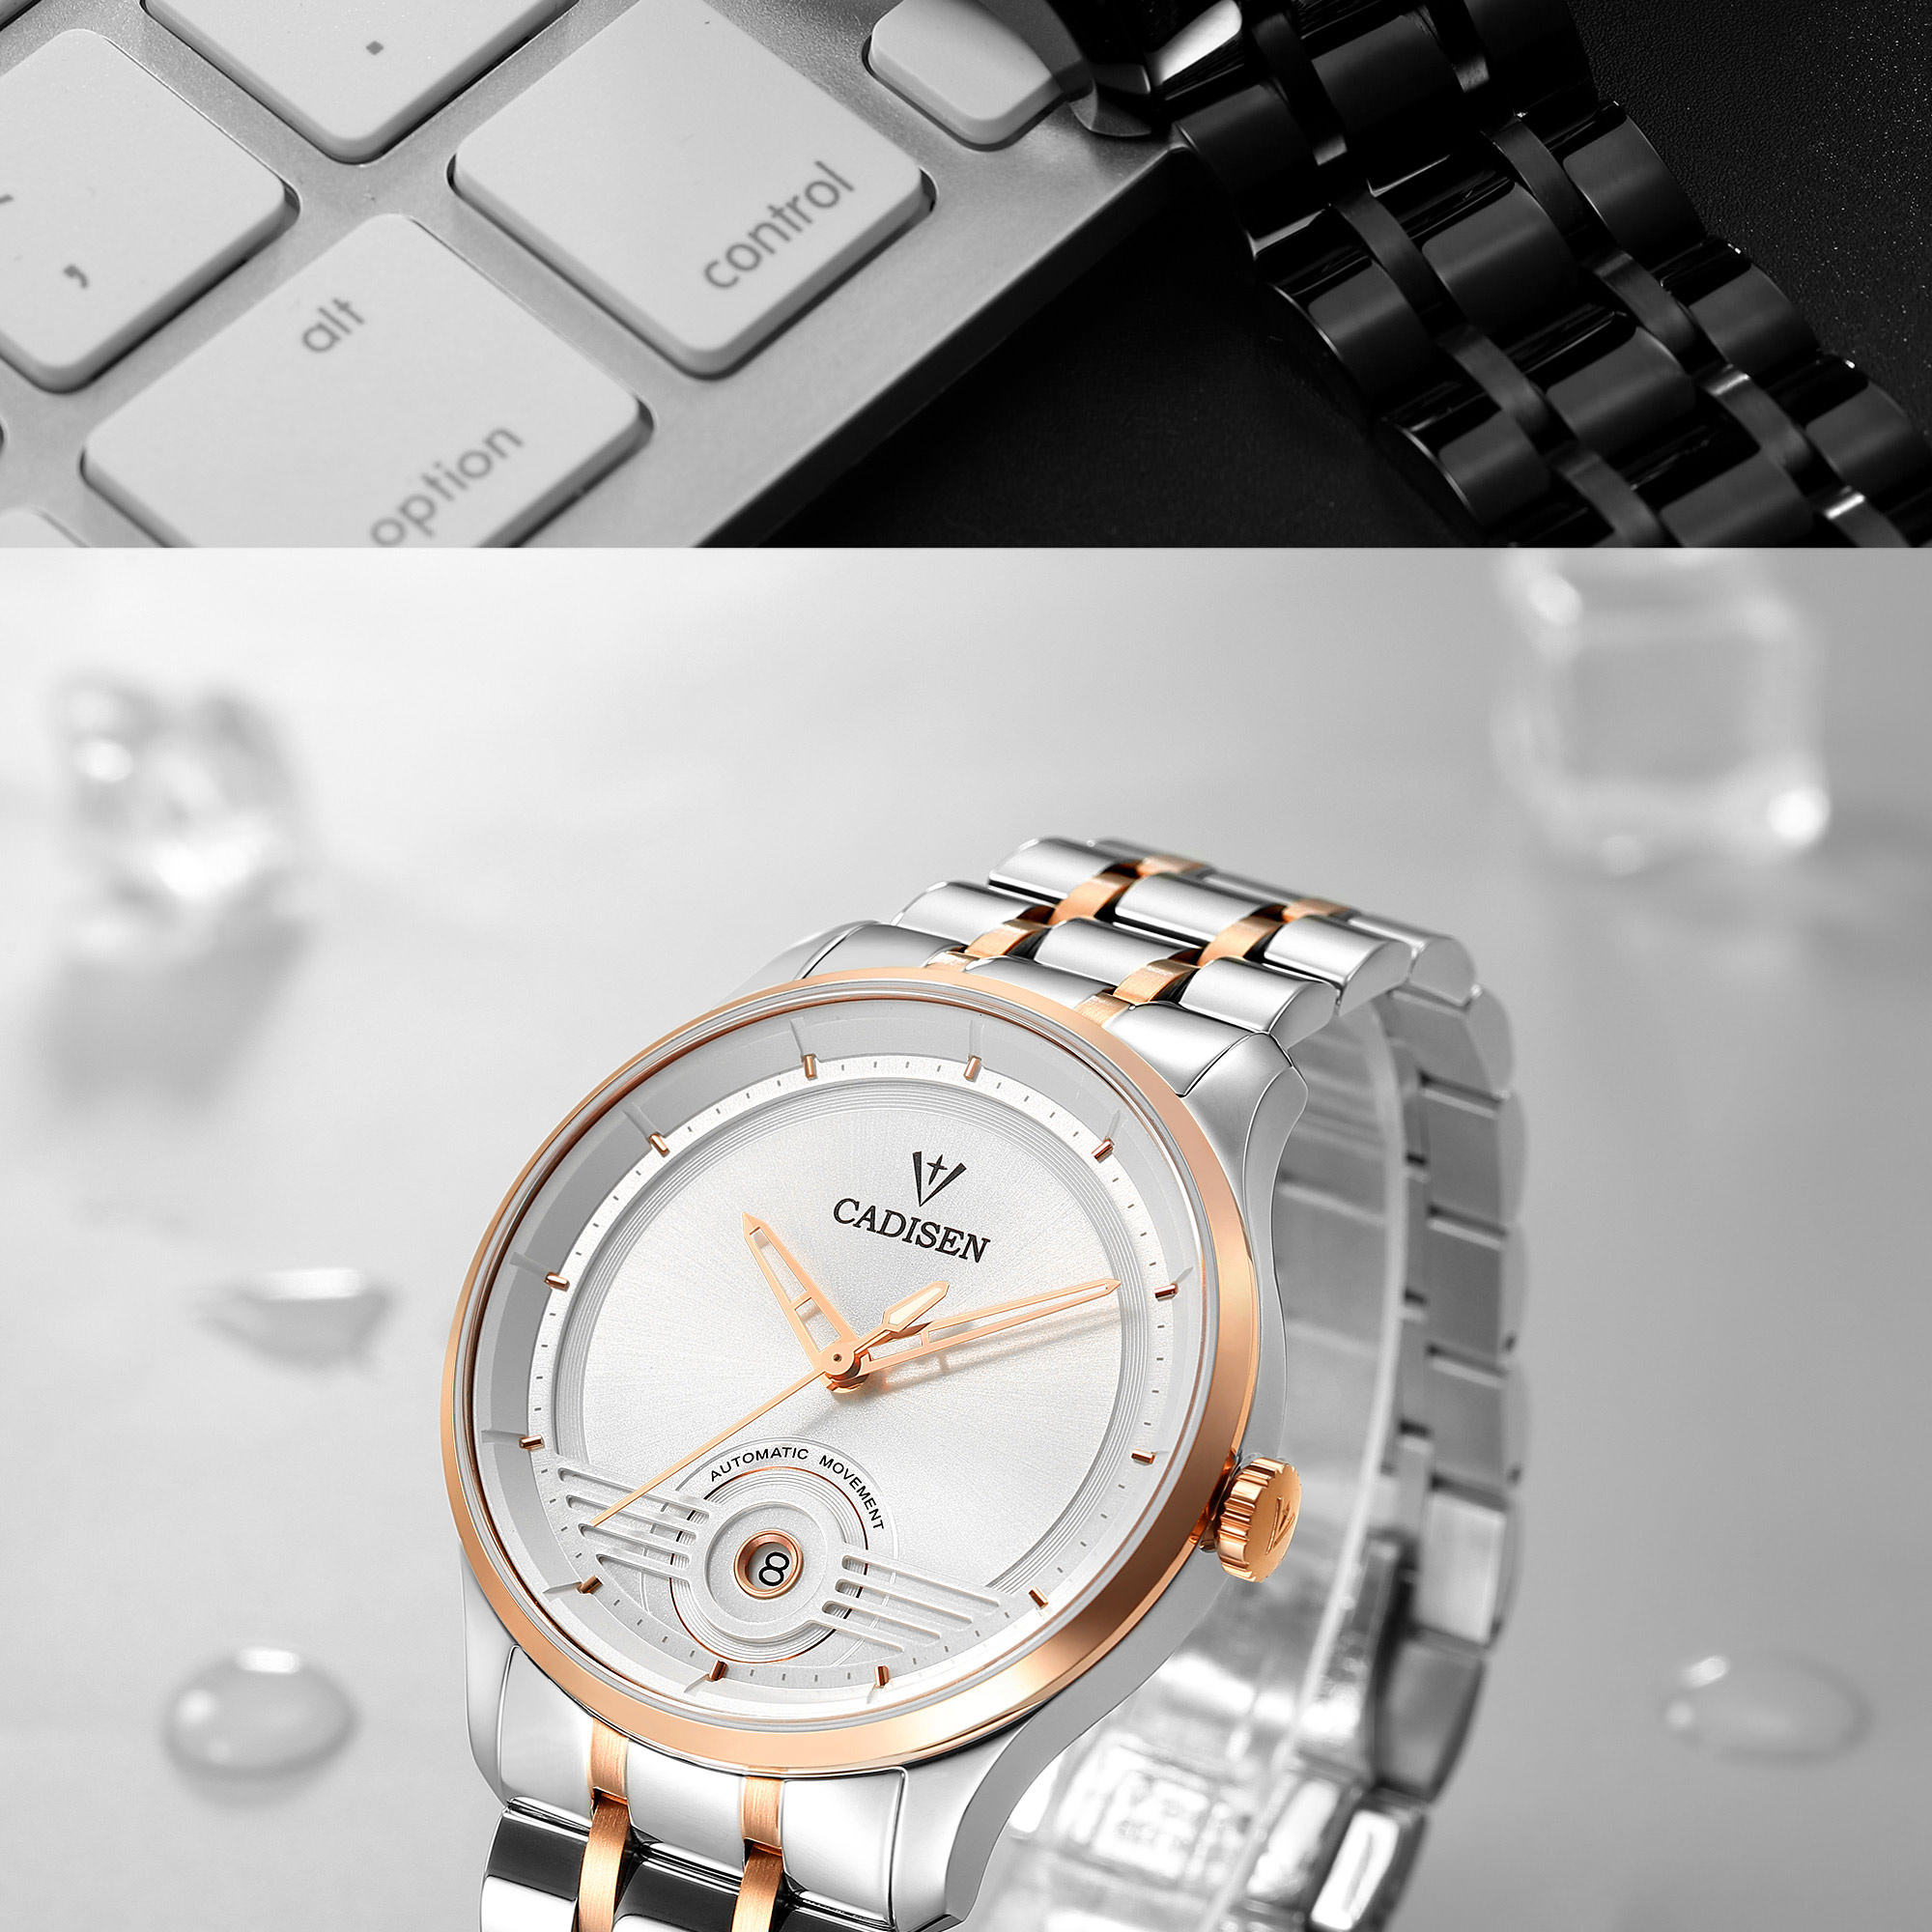 .
control
,
alt
option
CADISEN
AUTOMATIC MOVEMENT
8